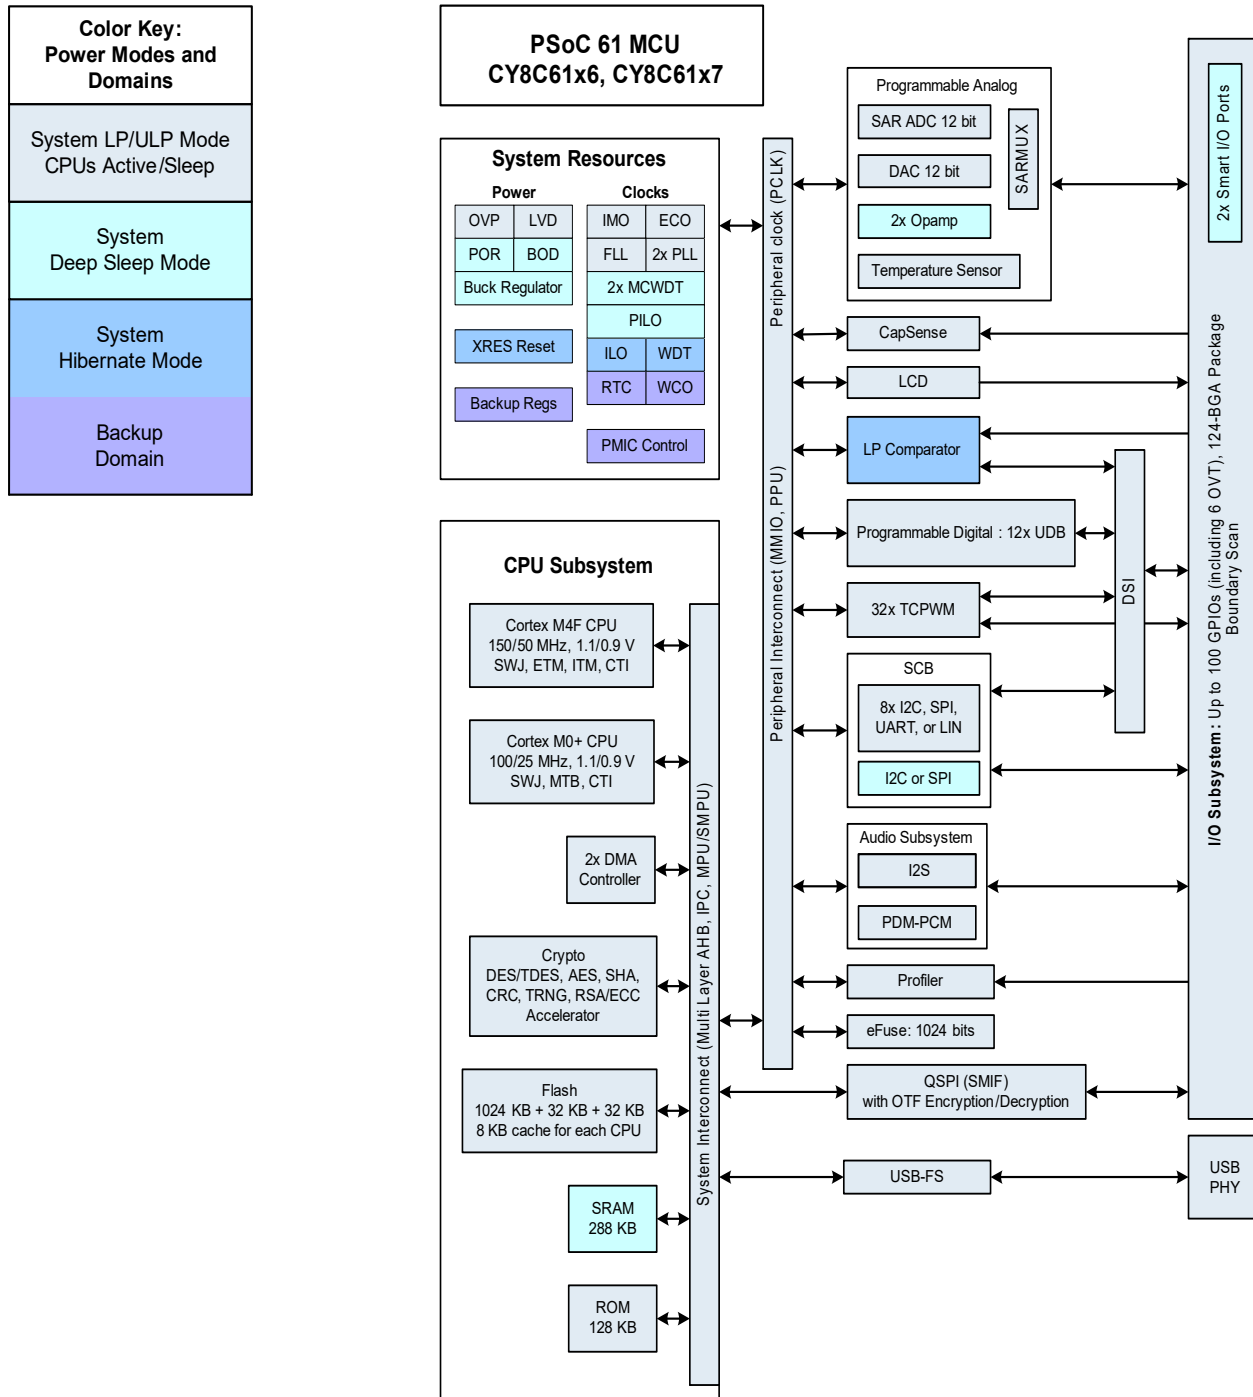 Color Key:
Power Modes and
Domains
System LP/ULP Mode
CPUs Active/Sleep
System
Deep Sleep Mode
System
Hibernate Mode
Backup
Domain
PSoC 61 MCU
CY8C61x6, CY8C61x7
System Resources
Power
OVP
LVD
POR
BOD
Buck Regulator
XRES Reset
Backup Regs
Clocks
IMO
ECO
FLL
2x PLL
2x MCWDT
PILO
ILO
WDT
RTC
WCO
PMIC Control
CPU Subsystem
Cortex M4F CPU
150/50 MHz, 1.1/0.9 V
SWJ, ETM, ITM, CTI
Cortex M0+ CPU
100/25 MHz, 1.1/0.9 V
SWJ, MTB, CTI
2x DMA
Controller
Crypto
DES/TDES, AES, SHA,
CRC, TRNG, RSA/ECC
Accelerator
Flash
1024 KB + 32 KB + 32 KB
8 KB cache for each CPU
SRAM
288 KB
ROM
128 KB
System Interconnect (Multi Layer AHB, IPC, MPU/SMPU)
Peripheral Interconnect (MMIO, PPU)
Peripheral clock (PCLK)
Programmable Analog
SAR ADC 12 bit
DAC 12 bit
2x Opamp
Temperature Sensor
SARMUX
CapSense
LCD
LP Comparator
Programmable Digital : 12x UDB
32x TCPWM
SCB
8x I2C, SPI,
UART, or LIN
I2C or SPI
Audio Subsystem
I2S
PDM-PCM
Profiler
eFuse: 1024 bits
QSPI (SMIF)
with OTF Encryption/Decryption
USB-FS
DSI
2x Smart I/O Ports
I/O Subsystem : Up to 100 GPIOs (including 6 OVT), 124-BGA Package
Boundary Scan
USB
PHY